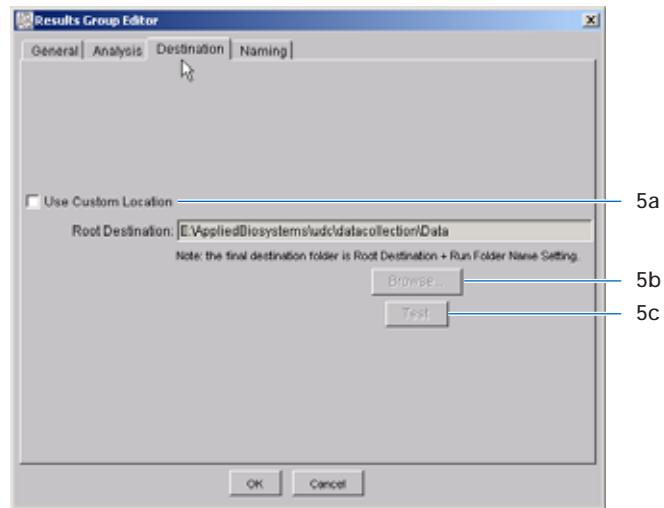 Results Group Editor
General Analysis Destination Naming
Use Custom Location 5a
Root Destination: E:\AppliedBiosystems\udc\datacollection\Data
Note: the final destination folder is Root Destination + Run Folder Name Setting.
Browse... 5b
Test 5c
OK Cancel